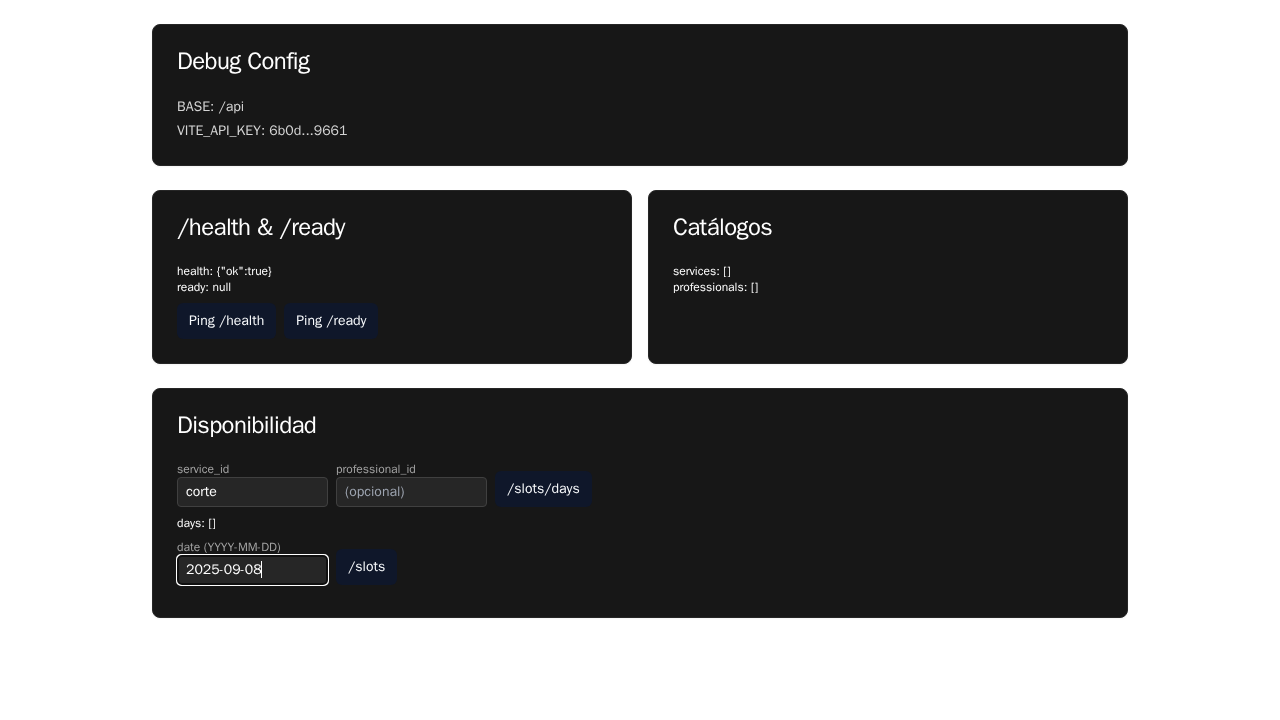 Debug Config
BASE: /api
VITE_API_KEY: 6b0d...9661
/health & /ready
health: {"ok":true}
ready: null
Ping /health Ping /ready
Catálogos
services: []
professionals: []
Disponibilidad
service_id professional_id
corte (opcional) /slots/days
days: []
date (YYYY-MM-DD)
2025-09-08 /slots